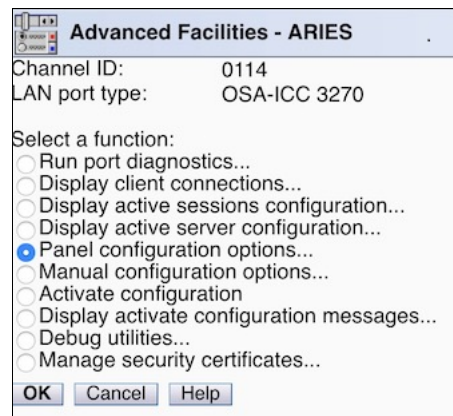 Advanced Facilities - ARIES
Channel ID: 0114
LAN port type: OSA-ICC 3270
Select a function:
Run port diagnostics...
Display client connections...
Display active sessions configuration...
Display active server configuration...
Panel configuration options...
Manual configuration options...
Activate configuration
Display activate configuration messages...
Debug utilities...
Manage security certificates...
OK Cancel Help